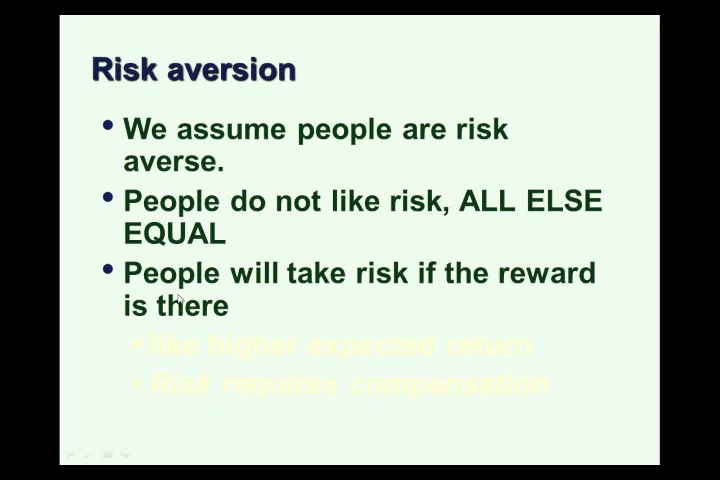 Risk aversion
• We assume people are risk
averse.
• People do not like risk, ALL ELSE
EQUAL
• People will take risk if the reward
is there
• like higher expected return
• Risk requires compensation